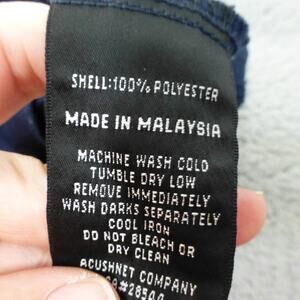 SHELL:100% POLYESTER
MADE IN MALAYSIA
MACHINE WASH COLD
TUMBLE DRY LOW
REMOVE IMMEDIATELY
WASH DARKS SEPARATELY
COOL IRON
DO NOT BLEACH OR
DRY CLEAN
ACUSHNET COMPANY